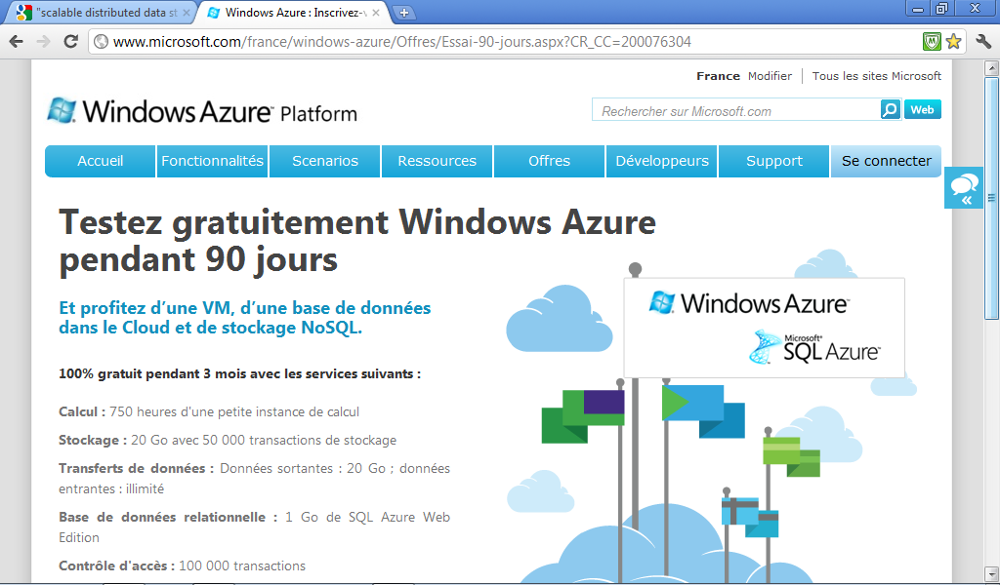 "scalable distributed data st
Windows Azure : Inscrivez-v
www.microsoft.com/france/windows-azure/Offres/Essai-90-jours.aspx?CR_CC=200076304
France Modifier | Tous les sites Microsoft
Windows Azure™ Platform
Rechercher sur Microsoft.com
Web
Accueil
Fonctionnalités
Scenarios
Ressources
Offres
Développeurs
Support
Se connecter
Testez gratuitement Windows Azure
pendant 90 jours
Et profitez d’une VM, d’une base de données
dans le Cloud et de stockage NoSQL.
100% gratuit pendant 3 mois avec les services suivants :
Calcul : 750 heures d'une petite instance de calcul
Stockage : 20 Go avec 50 000 transactions de stockage
Transferts de données : Données sortantes : 20 Go ; données
entrantes : illimité
Base de données relationnelle : 1 Go de SQL Azure Web
Edition
Contrôle d'accès : 100 000 transactions
Windows Azure™
Microsoft®
SQL Azure™